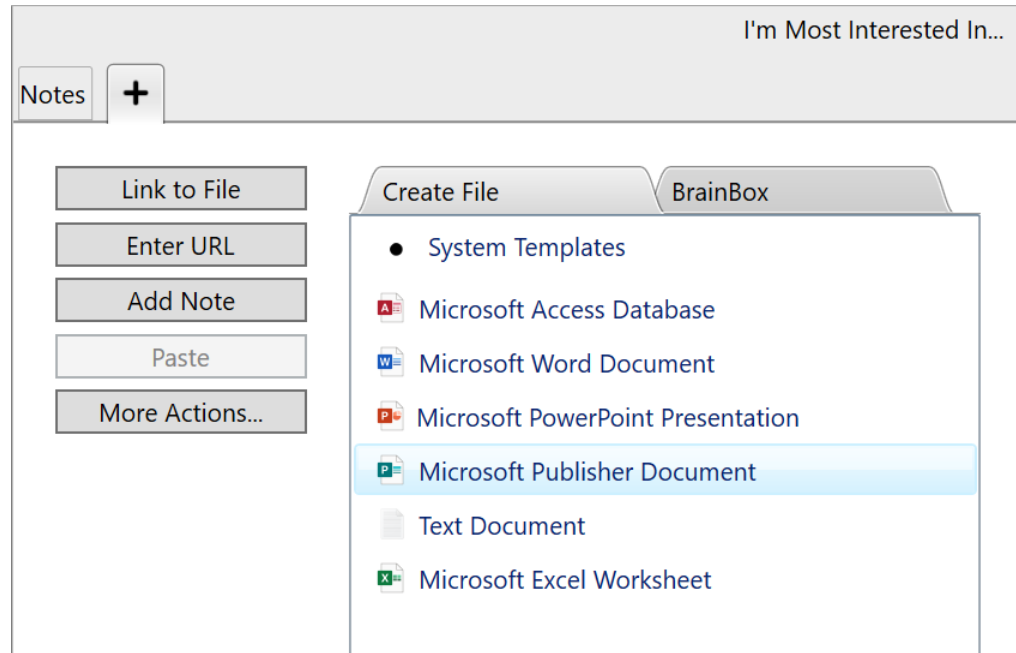 I'm Most Interested In...
Notes
Link to File
Enter URL
Add Note
Paste
More Actions...
Create File
BrainBox
System Templates
Microsoft Access Database
Microsoft Word Document
Microsoft PowerPoint Presentation
Microsoft Publisher Document
Text Document
Microsoft Excel Worksheet